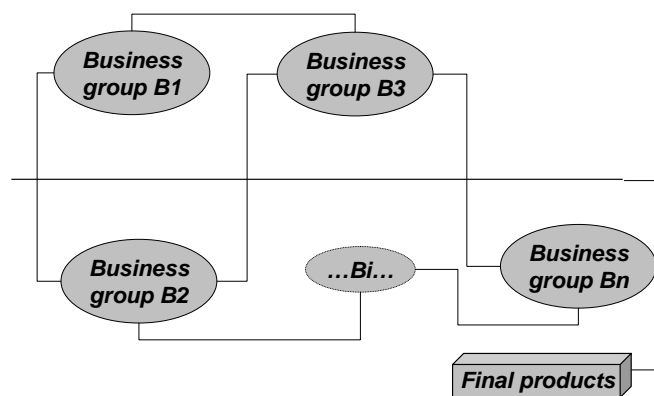 Business
group B1
Business
group B3
Business
group B2
…Bi…
Business
group Bn
Final products